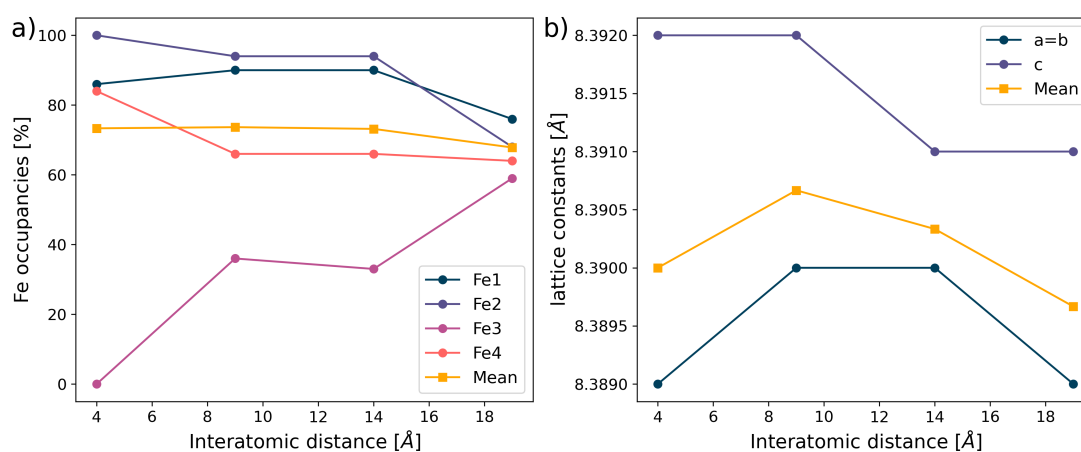 a)
100
80
60
40
20
0
Fe occupancies [%]
4 6 8 10 12 14 16 18
Interatomic distance [Å]
Fe1
Fe2
Fe3
Fe4
Mean
b)
8.3920
8.3915
8.3910
8.3905
8.3900
8.3895
8.3890
lattice constants [Å]
4 6 8 10 12 14 16 18
Interatomic distance [Å]
a=b
c
Mean